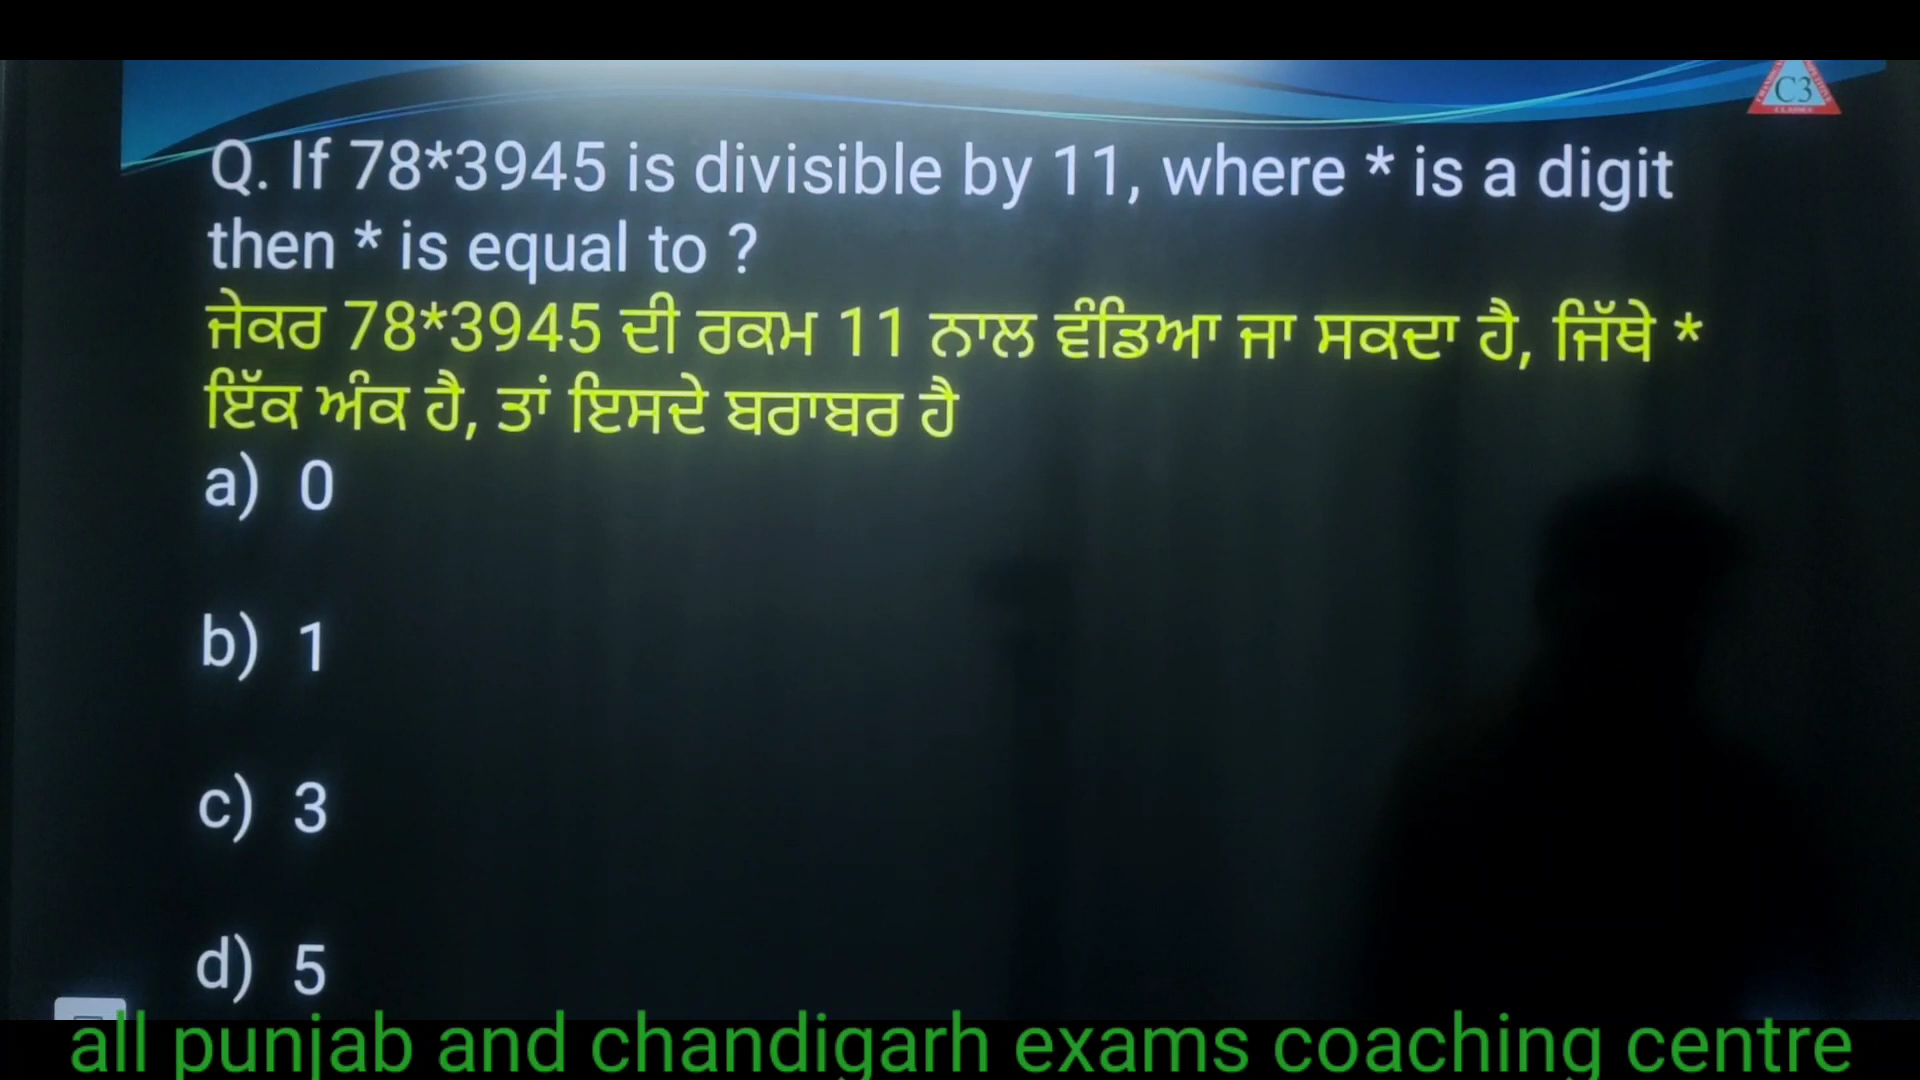 C3
Q. If 78*3945 is divisible by 11, where * is a digit
then * is equal to ?
ਜੇਕਰ 78*3945 ਦੀ ਰਕਮ 11 ਨਾਲ ਵੰਡਿਆ ਜਾ ਸਕਦਾ ਹੈ, ਜਿੱਥੇ *
ਇੱਕ ਅੰਕ ਹੈ, ਤਾਂ ਇਸਦੇ ਬਰਾਬਰ ਹੈ
a) 0
b) 1
c) 3
d) 5
all punjab and chandigarh exams coaching centre